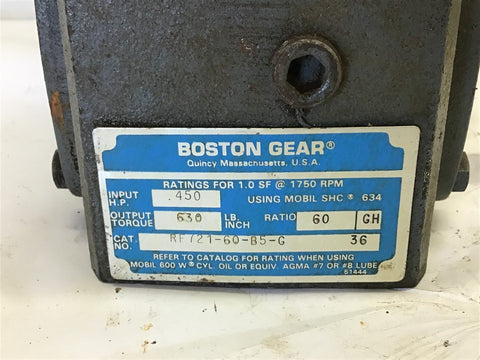 BOSTON GEAR®
Quincy Massachusetts, U.S.A.
RATINGS FOR 1.0 SF @ 1750 RPM
INPUT H.P. .450 USING MOBIL SHC® 634
OUTPUT TORQUE 630 LB. INCH RATIO 60 GH
CAT. NO. RF721-60-B5-G 36
REFER TO CATALOG FOR RATING WHEN USING
MOBIL 600 W® CYL. OIL OR EQUIV. AGMA #7 OR #8 LUBE
51444